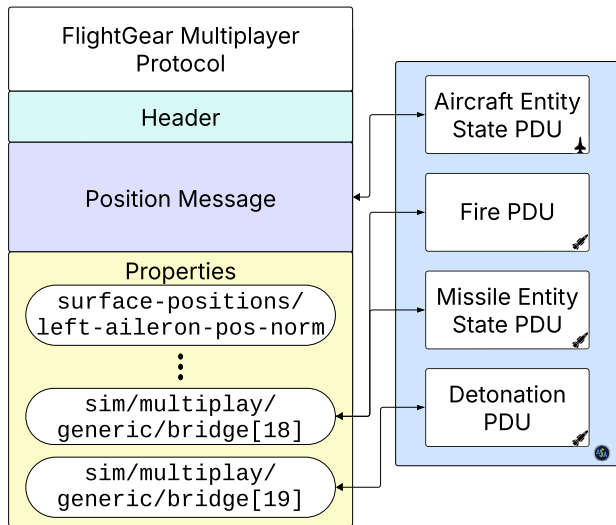 FlightGear Multiplayer
Protocol
Header
Position Message
Properties
surface-positions/
left-aileron-pos-norm
sim/multiplay/
generic/bridge[18]
sim/multiplay/
generic/bridge[19]
Aircraft Entity
State PDU
Fire PDU
Missile Entity
State PDU
Detonation
PDU
ASA